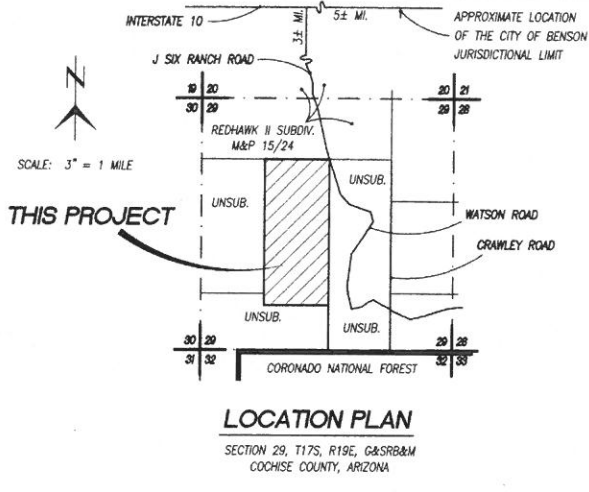 INTERSTATE 10
3± MI.
5± MI.
APPROXIMATE LOCATION
OF THE CITY OF BENSON
JURISDICTIONAL LIMIT
J SIX RANCH ROAD
N
19 20
30 29
20 21
29 28
REDHAWK II SUBDIV.
M&P 15/24
SCALE: 3" = 1 MILE
UNSUB.
UNSUB.
THIS PROJECT
WATSON ROAD
CRAWLEY ROAD
UNSUB.
UNSUB.
30 29
31 32
29 28
32 33
CORONADO NATIONAL FOREST
LOCATION PLAN
SECTION 29, T17S, R19E, G&SRB&M
COCHISE COUNTY, ARIZONA